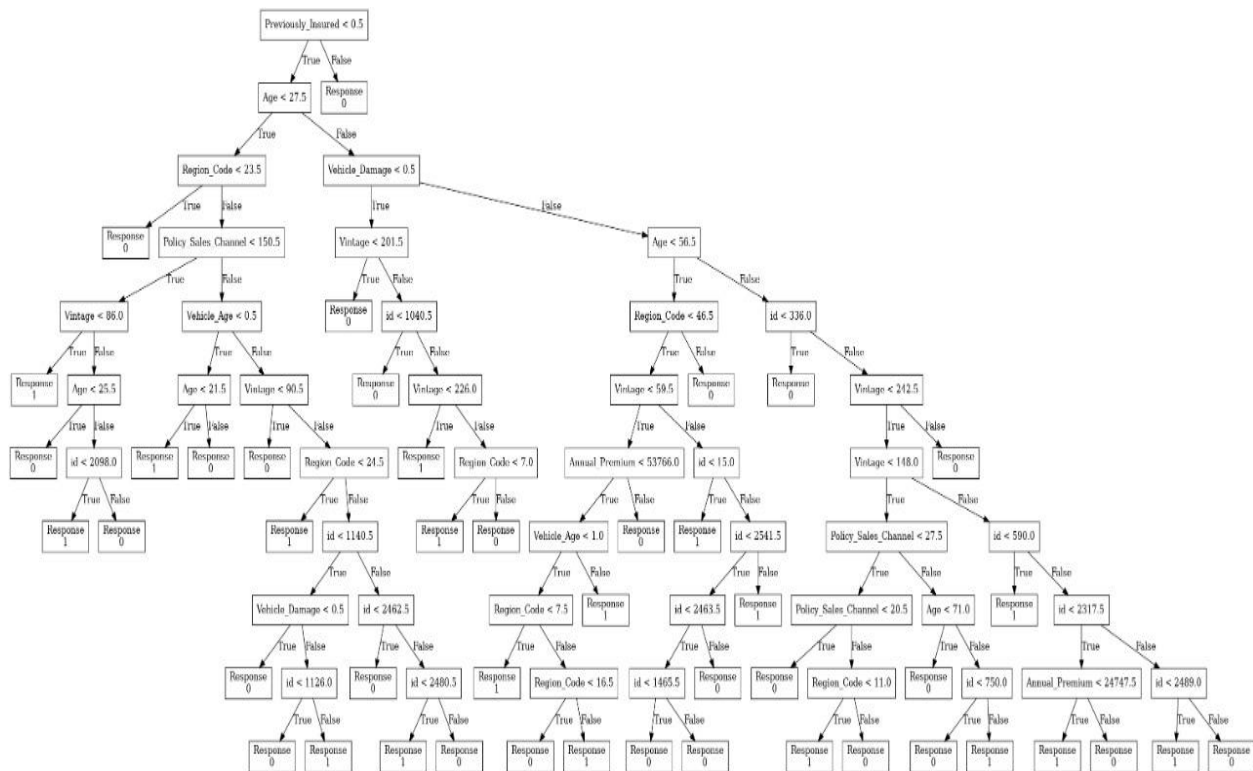 Previously_Insured < 0.5
True
False
Age < 27.5
Response
0
True
False
Region_Code < 23.5
Vehicle_Damage < 0.5
True
False
True
False
Response
0
Policy_Sales_Channel < 150.5
Vintage < 201.5
Age < 56.5
True
False
True
False
True
False
Vintage < 86.0
Vehicle_Age < 0.5
Response
0
id < 1040.5
Region_Code < 46.5
id < 336.0
True
False
True
False
True
False
True
False
True
False
Response
1
Age < 25.5
Age < 21.5
Vintage < 90.5
Response
0
Vintage < 226.0
Vintage < 59.5
Response
0
Response
0
Vintage < 242.5
True
False
True
False
True
False
True
False
True
False
True
False
Response
0
id < 2098.0
Response
1
Response
0
Response
0
Region_Code < 24.5
Response
1
Region_Code < 7.0
Annual_Premium < 53766.0
id < 15.0
Vintage < 148.0
Response
0
True
False
True
False
True
False
True
False
True
False
True
False
Response
1
Response
0
Response
1
id < 1140.5
Response
1
Response
0
Vehicle_Age < 1.0
Response
0
Response
1
id < 2541.5
Policy_Sales_Channel < 27.5
id < 590.0
True
False
True
False
True
False
True
False
True
False
Vehicle_Damage < 0.5
id < 2462.5
Region_Code < 7.5
Response
1
id < 2463.5
Response
1
Policy_Sales_Channel < 20.5
Age < 71.0
Response
1
id < 2317.5
True
False
True
False
True
False
True
False
True
False
True
False
True
False
Response
0
id < 1126.0
Response
0
id < 2480.5
Response
1
Region_Code < 16.5
id < 1465.5
Response
0
Response
0
Region_Code < 11.0
Response
0
id < 750.0
Annual_Premium < 24747.5
id < 2489.0
True
False
True
False
True
False
True
False
True
False
True
False
True
False
True
False
Response
0
Response
1
Response
1
Response
0
Response
0
Response
1
Response
0
Response
0
Response
1
Response
0
Response
0
Response
1
Response
1
Response
0
Response
1
Response
0